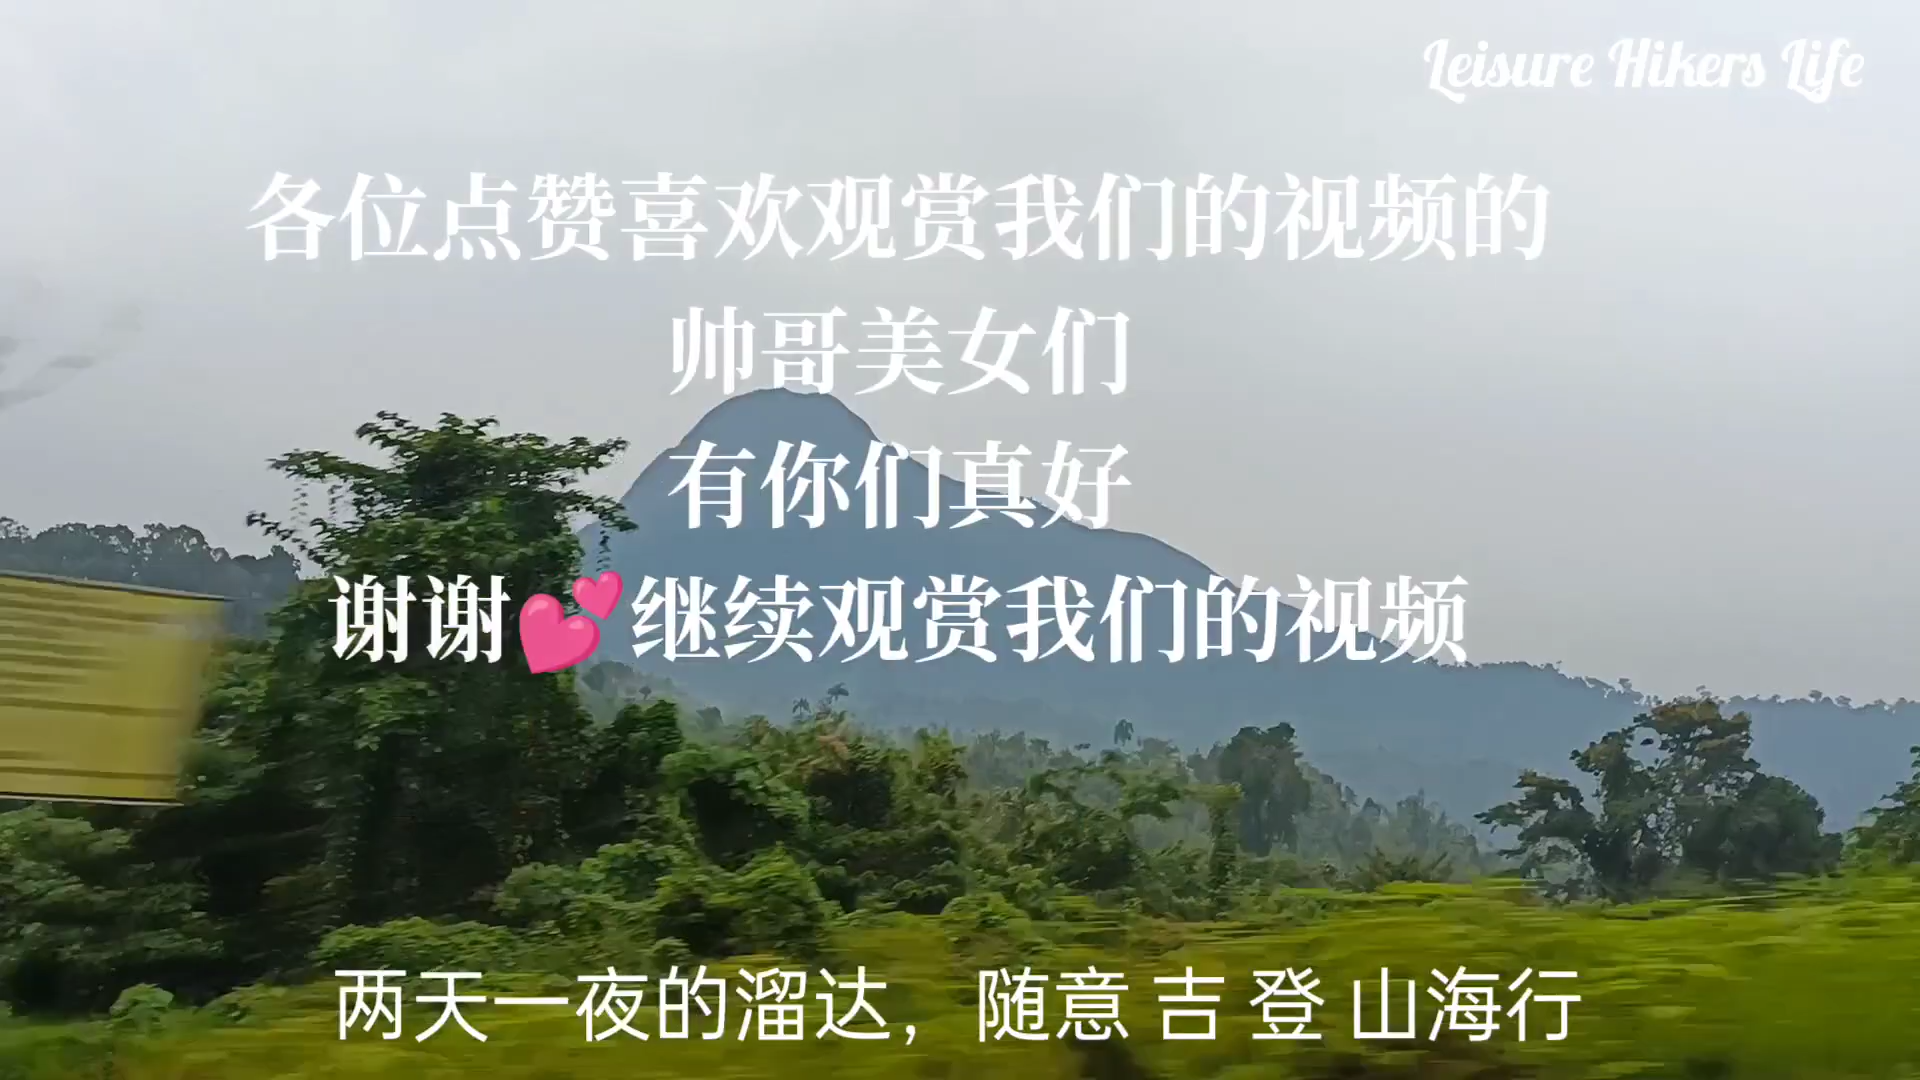 Leisure Hikers Life
各位点赞喜欢观赏我们的视频的
帅哥美女们
有你们真好
谢谢💕继续观赏我们的视频
两天一夜的溜达，随意 吉 登 山海行